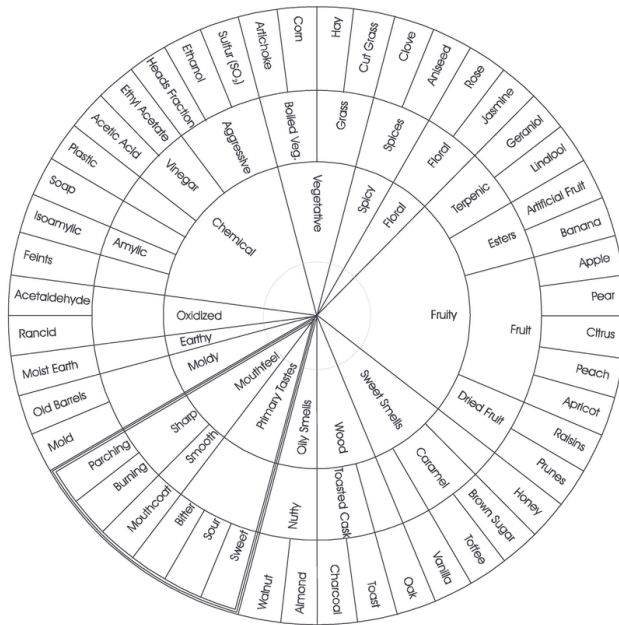 Corn
Hay
Cut Grass
Clove
Aniseed
Rose
Jasmine
Geraniol
Linalool
Artificial Fruit
Banana
Apple
Pear
Citrus
Peach
Apricot
Raisins
Prunes
Honey
Brown Sugar
Toffee
Vanilla
Oak
Toast
Charcoal
Almond
Walnut
Sweet
Sour
Bitter
Mouthcoat
Burning
Parching
Mold
Old Barrels
Moist Earth
Rancid
Acetaldehyde
Feints
Isoamylic
Soap
Plastic
Acetic Acid
Ethyl Acetate
Heads Fraction
Ethanol
Sulfur (SO₂)
Artichoke
Boiled Veg.
Grass
Spices
Floral
Terpenic
Esters
Fruit
Dried Fruit
Caramel
Toasted Cask
Nutty
Smooth
Sharp
Amylic
Vinegar
Aggressive
Vegetative
Spicy
Floral
Fruity
Sweet Smells
Wood
Oily Smells
Primary Tastes
Mouthfeel
Moldy
Earthy
Oxidized
Chemical